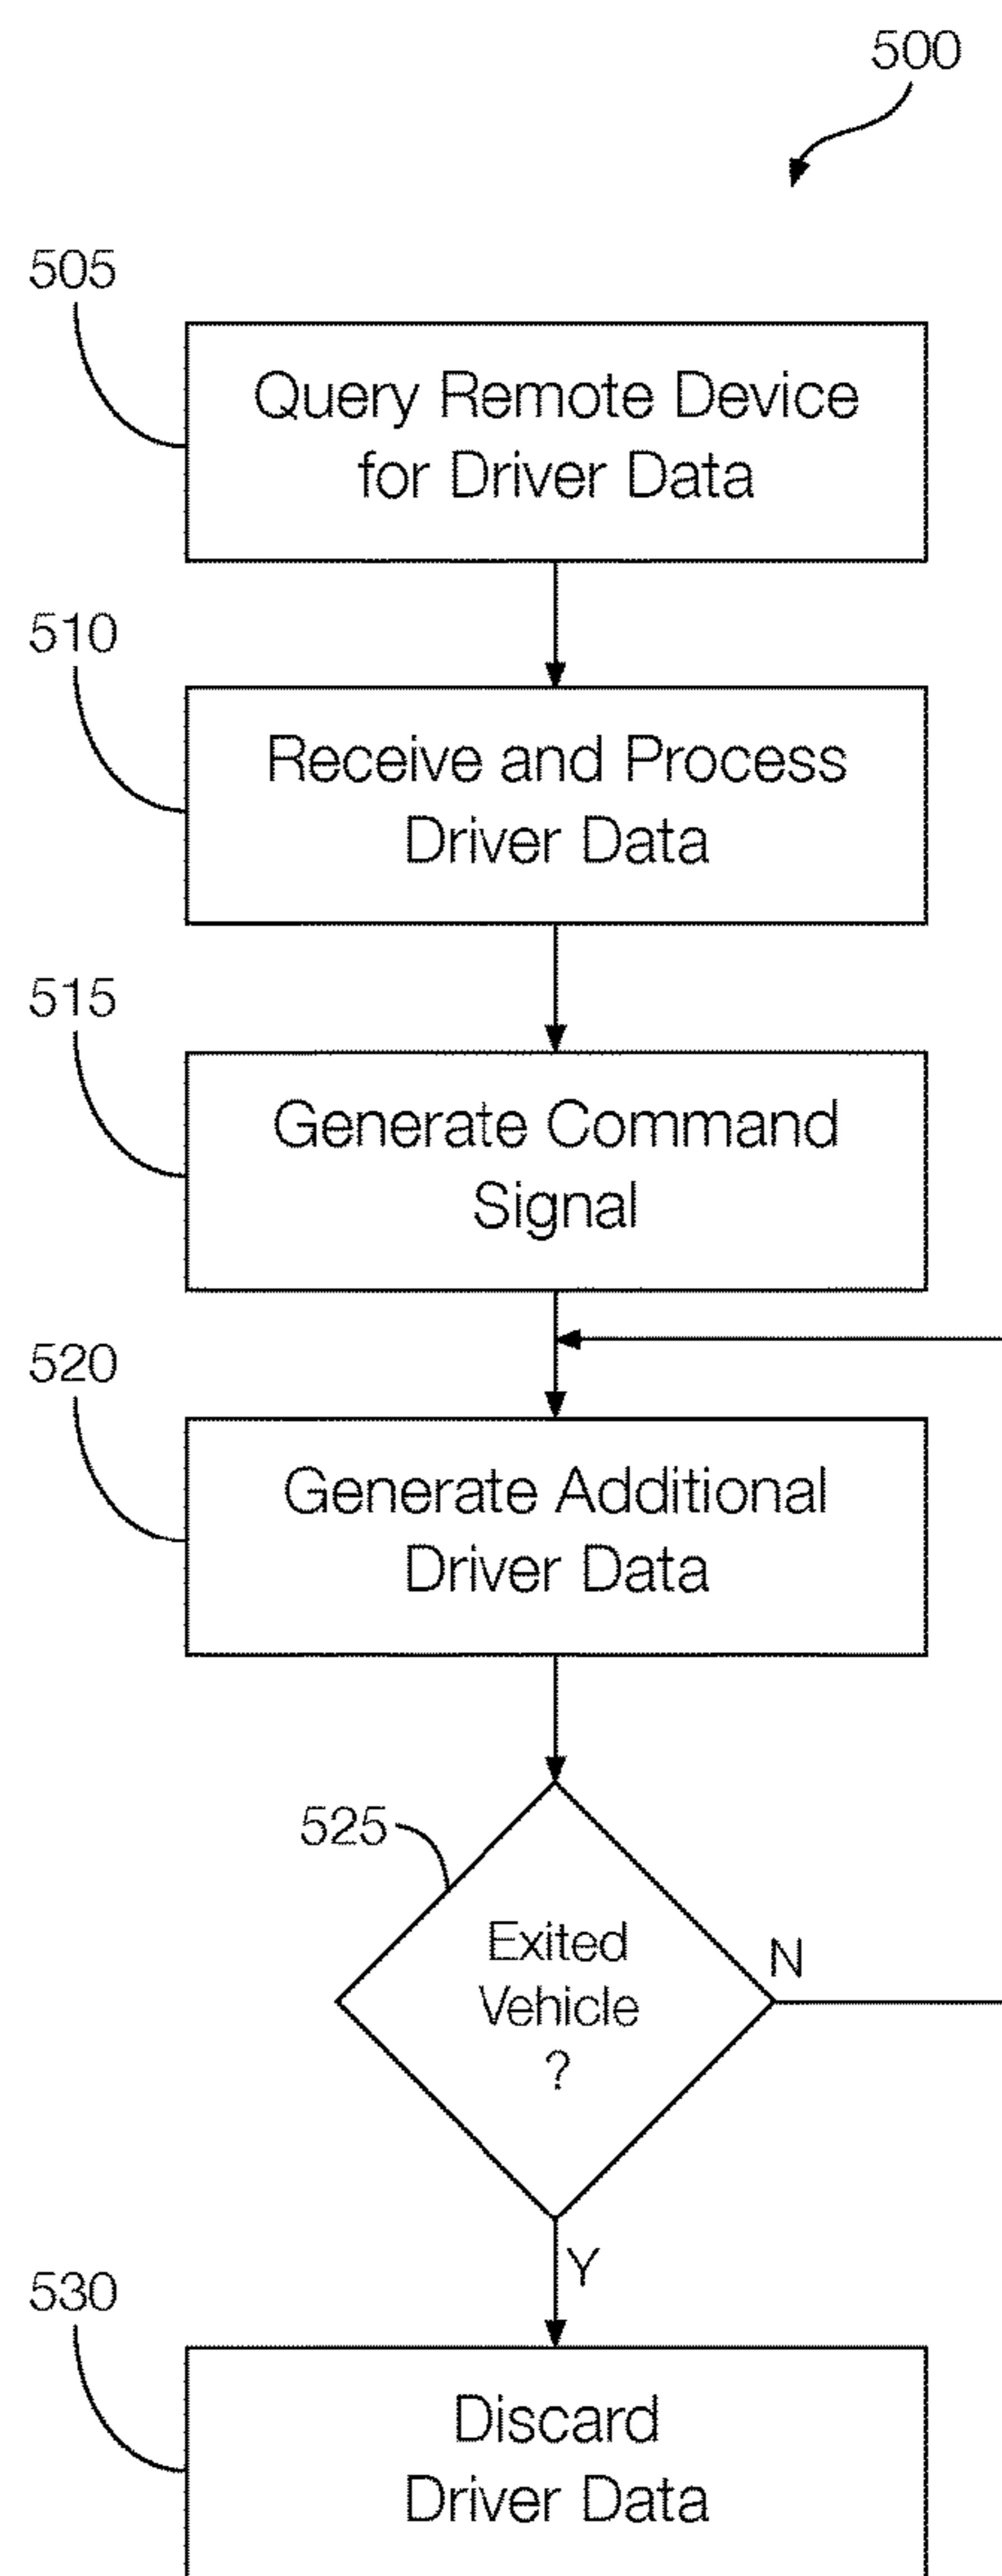 500
505
Query Remote Device
for Driver Data
510
Receive and Process
Driver Data
515
Generate Command
Signal
520
Generate Additional
Driver Data
525
Exited
Vehicle
?
N
Y
530
Discard
Driver Data